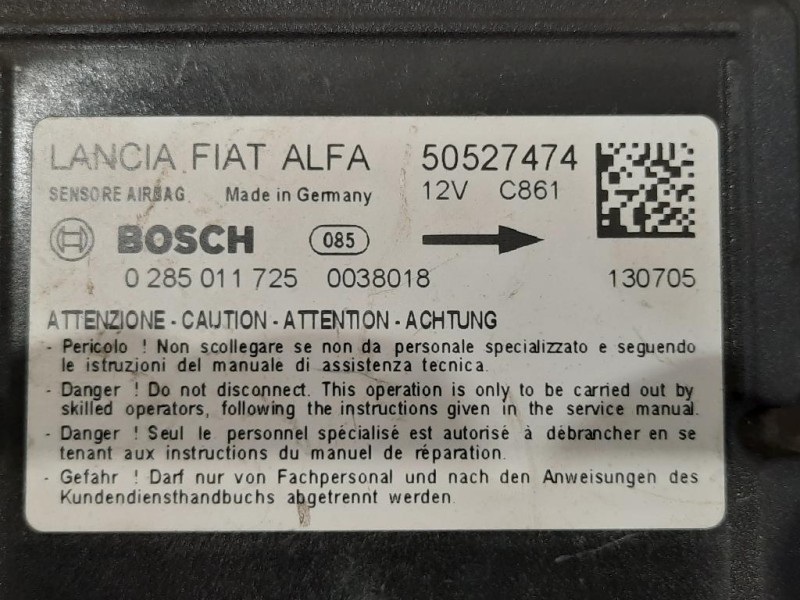 LANCIA FIAT ALFA 50527474
SENSORE AIRBAG Made in Germany 12V C861
BOSCH 085
0 285 011 725 0038018 130705
ATTENZIONE - CAUTION - ATTENTION - ACHTUNG
- Pericolo ! Non scollegare se non da personale specializzato e seguendo
le istruzioni del manuale di assistenza tecnica.
- Danger ! Do not disconnect. This operation is only to be carried out by
skilled operators, following the instructions given in the service manual.
- Danger ! Seul le personnel spécialisé est autorisé à débrancher en se
tenant aux instructions du manuel de réparation.
- Gefahr ! Darf nur von Fachpersonal und nach den Anweisungen des
Kundendiensthandbuchs abgetrennt werden.